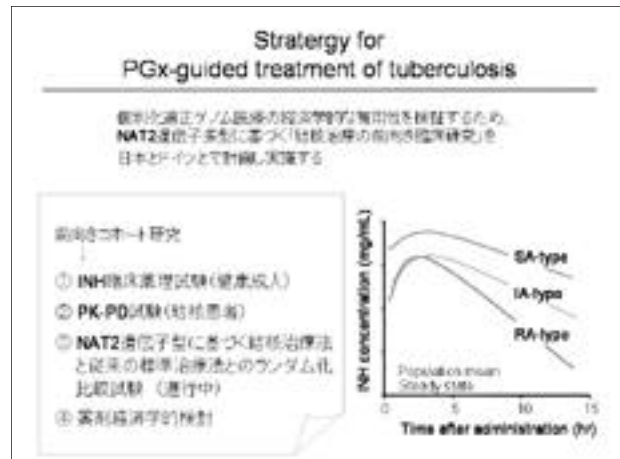 Stratergy for
PGx-guided treatment of tuberculosis
個別化適正ゲノム医療の経済学的な有用性を検証するため、
NAT2遺伝子多型に基づく「結核治療の前向き臨床研究」を
日本とドイツとで計画し実施する
前向きコホート研究
↓
① INH臨床薬理試験（健康成人）
② PK-PD試験（結核患者）
③ NAT2遺伝子型に基づく結核治療法
と従来の標準治療法とのランダム化
比較試験 （進行中）
④ 薬剤経済学的検討
INH concentration (mg/mL)
SA-type
IA-type
RA-type
Population mean
Steady state
0 5 10 15
Time after administration (hr)